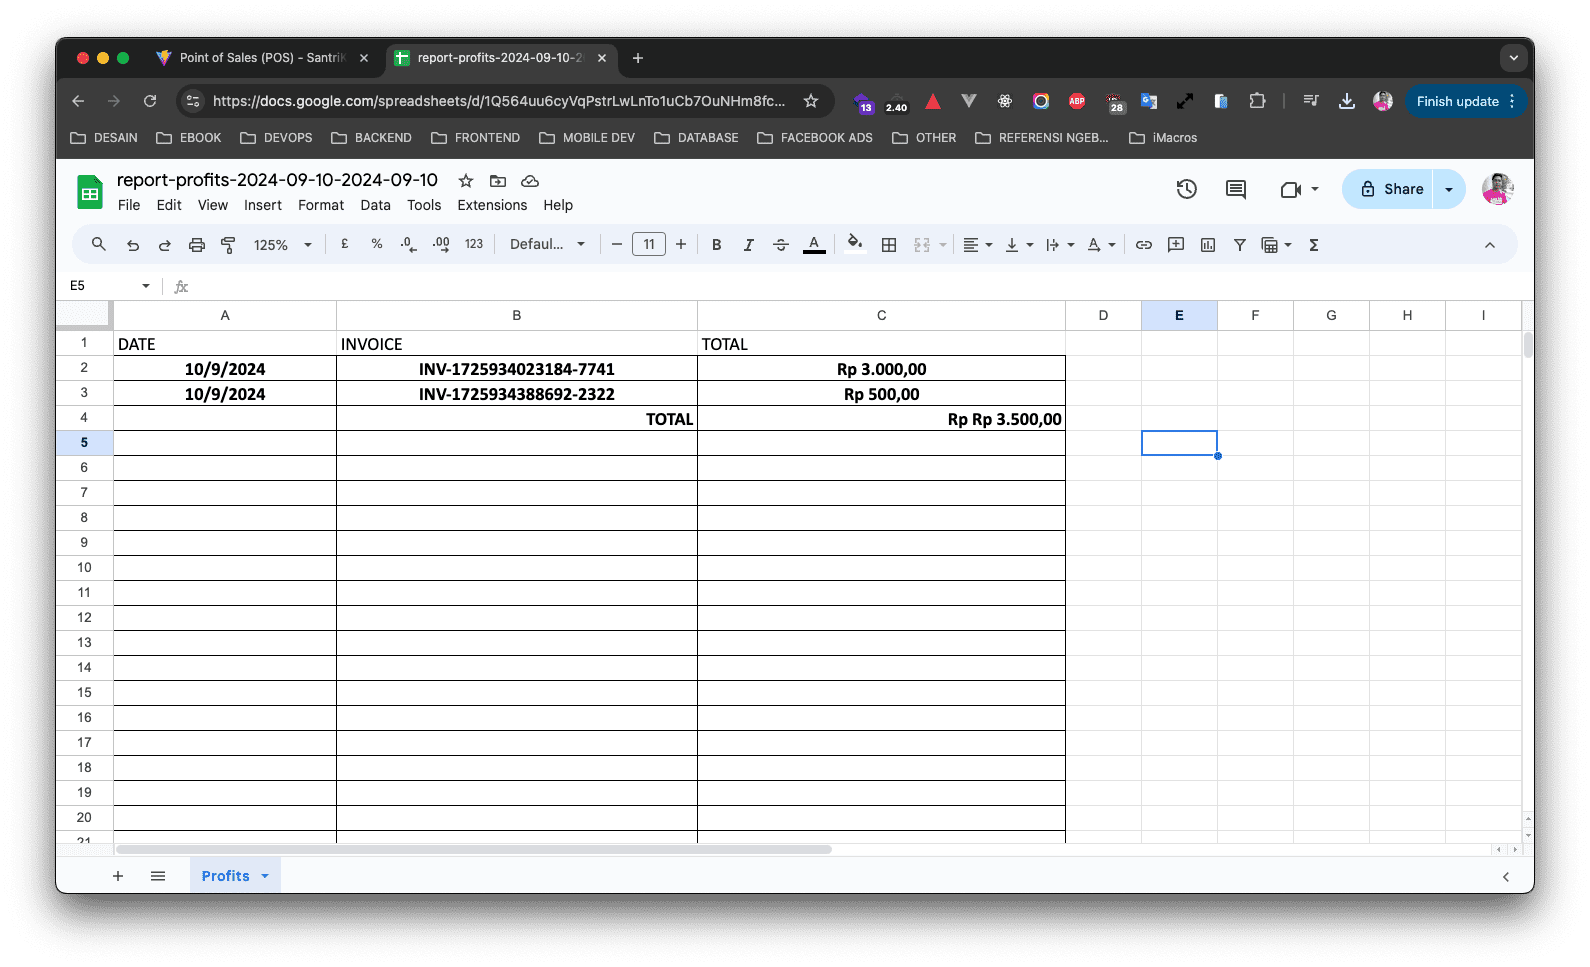 Point of Sales (POS) - SantriK
report-profits-2024-09-10-2
https://docs.google.com/spreadsheets/d/1Q564uu6cyVqPstrLwLnTo1uCb7OuNHm8fc...
13
2.40
ABP
28
Finish update
DESAIN EBOOK DEVOPS BACKEND FRONTEND MOBILE DEV DATABASE FACEBOOK ADS OTHER REFERENSI NGEB... iMacros
report-profits-2024-09-10-2024-09-10
File Edit View Insert Format Data Tools Extensions Help
Share
125% £ % .0 .00 123 Defaul... 11 B I A A Σ
E5 fx
A B C D E F G H I
1 DATE INVOICE TOTAL
2 10/9/2024 INV-1725934023184-7741 Rp 3.000,00
3 10/9/2024 INV-1725934388692-2322 Rp 500,00
4 TOTAL Rp Rp 3.500,00
5
6
7
8
9
10
11
12
13
14
15
16
17
18
19
20
21
Profits